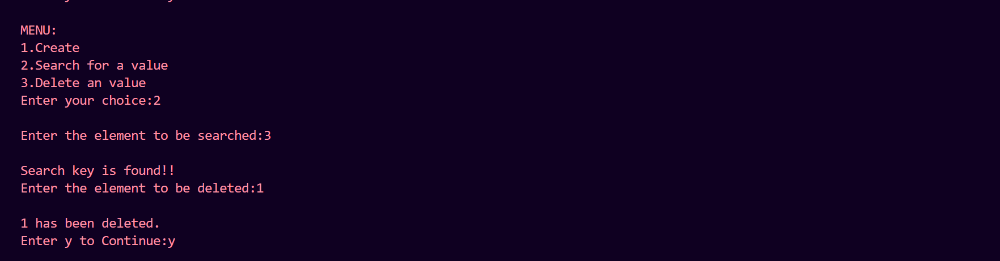 MENU:
1.Create
2.Search for a value
3.Delete an value
Enter your choice:2
Enter the element to be searched:3
Search key is found!!
Enter the element to be deleted:1
1 has been deleted.
Enter y to Continue:y